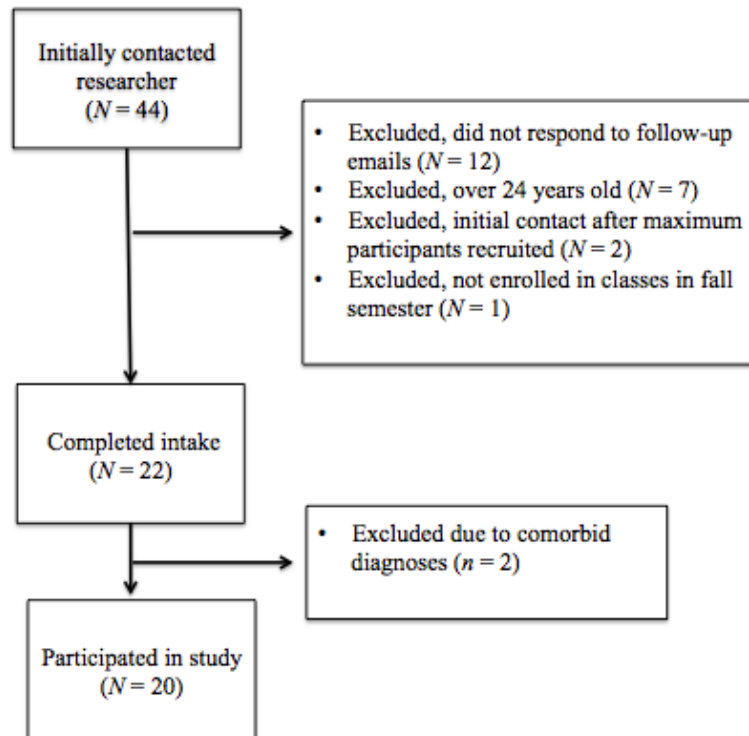 Initially contacted
researcher
(N = 44)
• Excluded, did not respond to follow-up
emails (N = 12)
• Excluded, over 24 years old (N = 7)
• Excluded, initial contact after maximum
participants recruited (N = 2)
• Excluded, not enrolled in classes in fall
semester (N = 1)
Completed intake
(N = 22)
• Excluded due to comorbid
diagnoses (n = 2)
Participated in study
(N = 20)